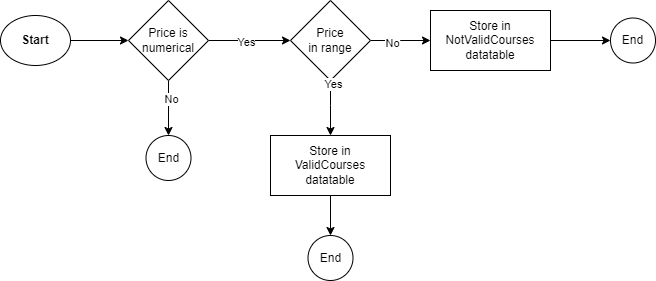 Start
Price is
numerical
Yes
Price
in range
No
Store in
NotValidCourses
datatable
End
No
End
Yes
Store in
ValidCourses
datatable
End